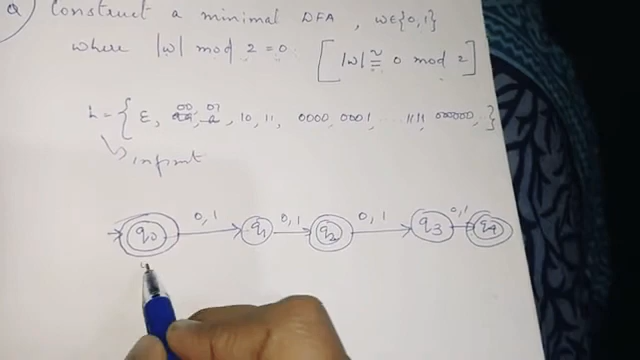 Q Construct a minimal DFA, w∈{0,1}
where |w| mod 2 = 0. [|w| ≅ 0 mod 2]
L = { ε, 00, 01, 10, 11, 0000, 0001, ... 1111, 000000, }
infinit
→ q0 0,1 q1 0,1 q2 0,1 q3 0,1 q4